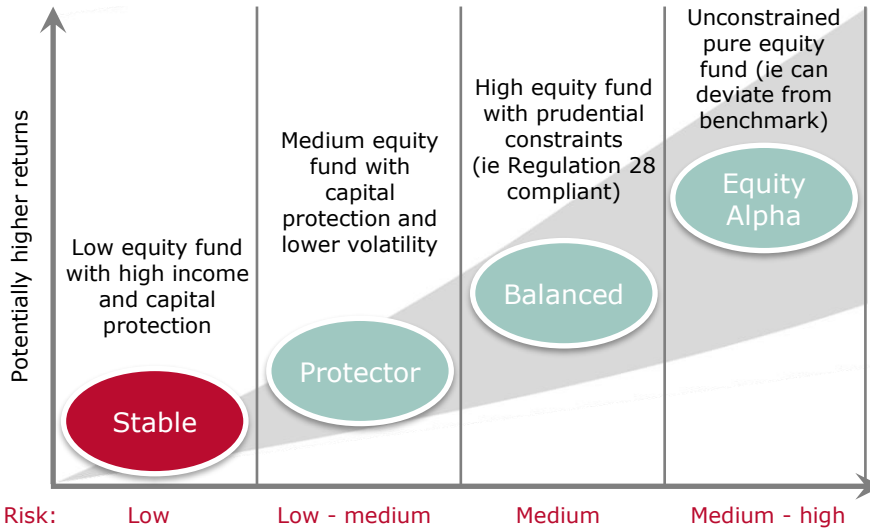 Potentially higher returns
Low equity fund
with high income
and capital
protection
Stable
Medium equity
fund with
capital
protection and
lower volatility
Protector
High equity fund
with prudential
constraints
(ie Regulation 28
compliant)
Balanced
Unconstrained
pure equity
fund (ie can
deviate from
benchmark)
Equity
Alpha
Risk: Low Low - medium Medium Medium - high